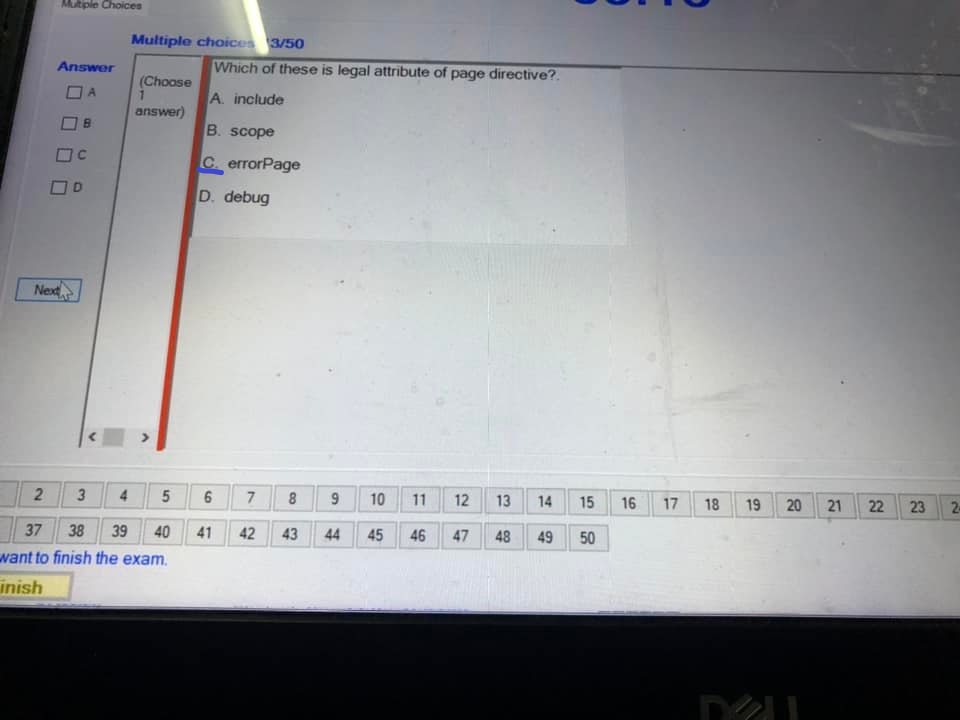 Multiple Choices
Multiple choices 3/50
Answer
A
B
C
D
(Choose
1
answer)
Which of these is legal attribute of page directive?.
A. include
B. scope
C. errorPage
D. debug
Next
2 3 4 5 6 7 8 9 10 11 12 13 14 15 16 17 18 19 20 21 22 23
37 38 39 40 41 42 43 44 45 46 47 48 49 50
want to finish the exam.
inish
DELL